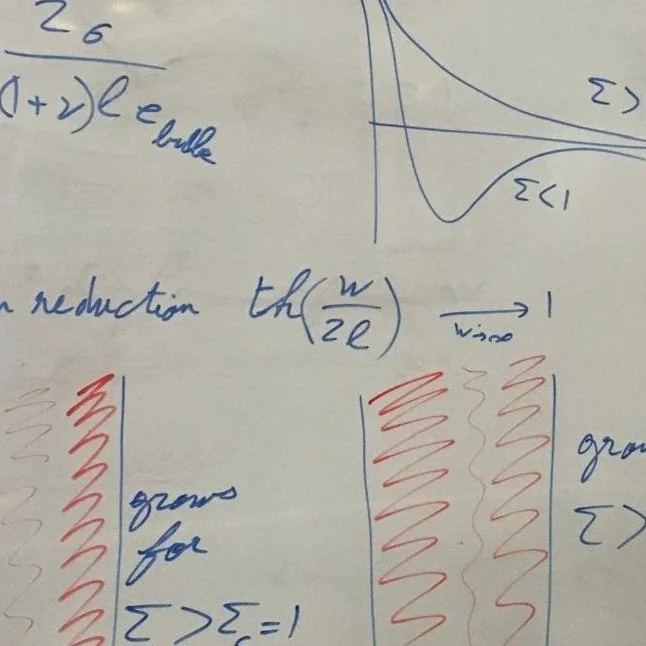 2σ
(1+ν)ℓ e_bulk
Σ>
Σ<1
n reduction th(w/2ℓ) ⟶ 1
w→∞
grows
for
Σ > Σc = 1
grow
Σ>